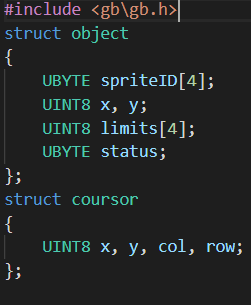 #include <gb\gb.h>
struct object
{
    UBYTE spriteID[4];
    UINT8 x, y;
    UINT8 limits[4];
    UBYTE status;
};
struct coursor
{
    UINT8 x, y, col, row;
};